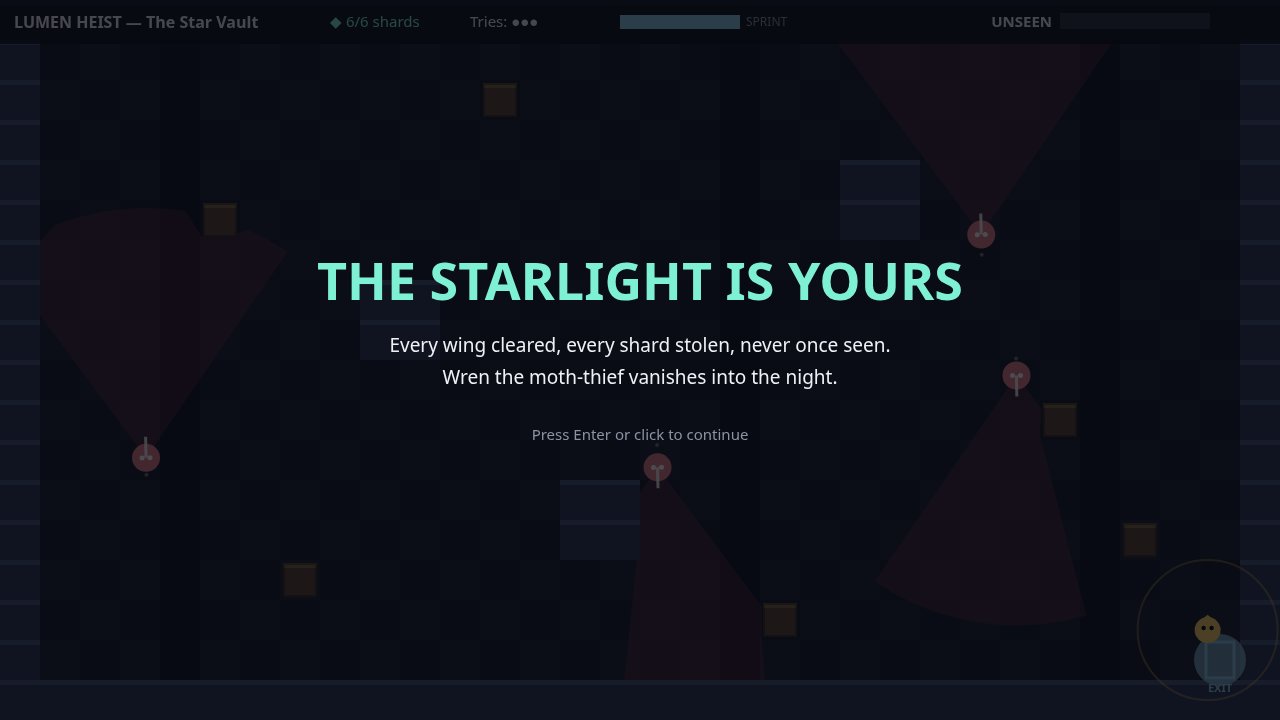 LUMEN HEIST — The Star Vault
◆ 6/6 shards
Tries: ●●●
SPRINT
UNSEEN
THE STARLIGHT IS YOURS
Every wing cleared, every shard stolen, never once seen.
Wren the moth-thief vanishes into the night.
Press Enter or click to continue
EXIT